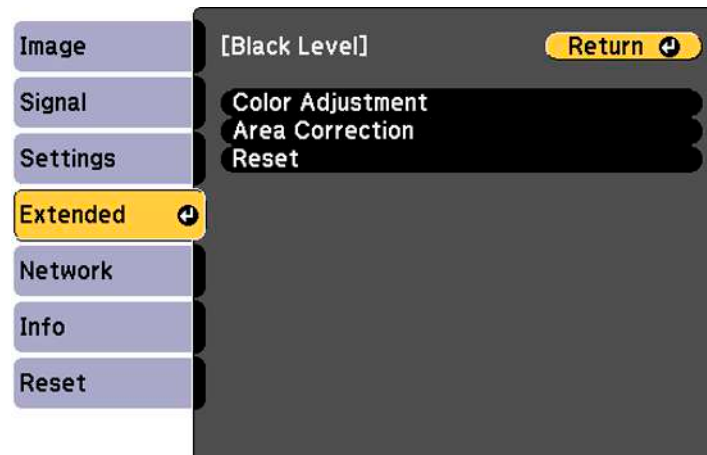 Image
Signal
Settings
Extended
Network
Info
Reset
[Black Level]
Return
Color Adjustment
Area Correction
Reset